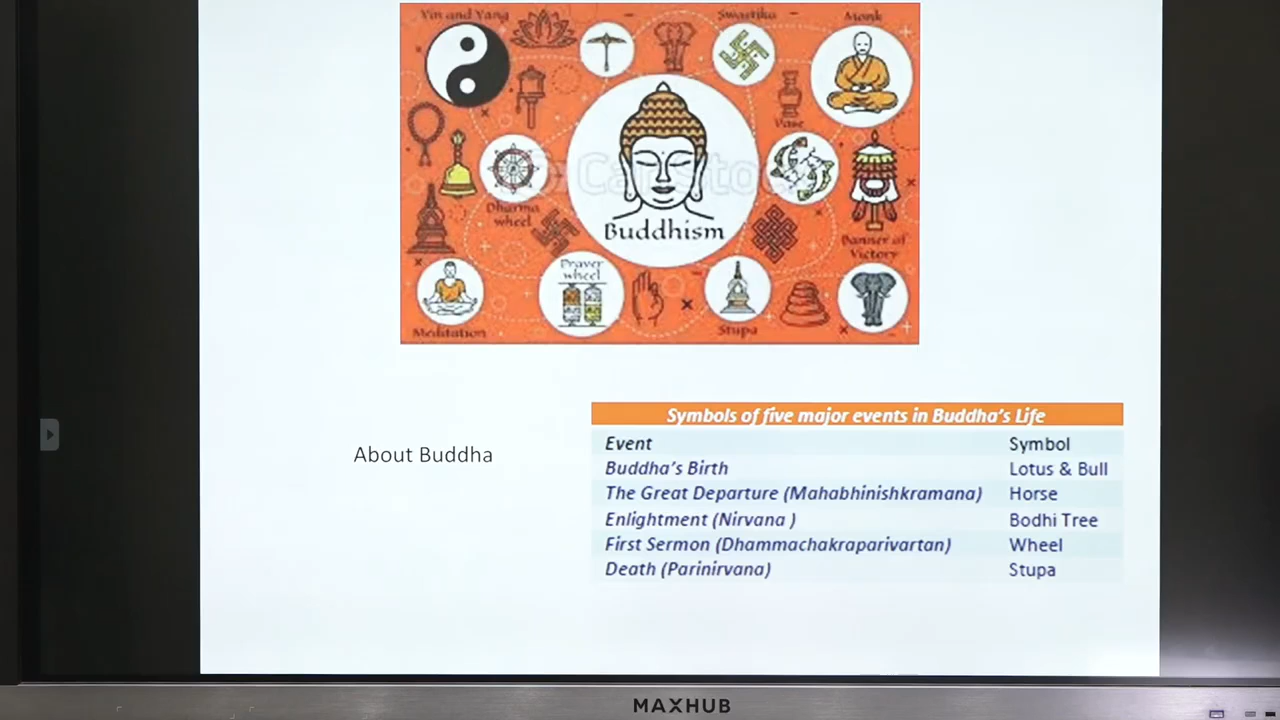 Yin and Yang
Swastika
Monk
Vase
Dharma
wheel
Buddhism
Banner of
Victory
Prayer
wheel
Meditation
Stupa
Symbols of five major events in Buddha's Life
About Buddha
Event Symbol
Buddha's Birth Lotus & Bull
The Great Departure (Mahabhinishkramana) Horse
Enlightment (Nirvana ) Bodhi Tree
First Sermon (Dhammachakraparivartan) Wheel
Death (Parinirvana) Stupa
MAXHUB